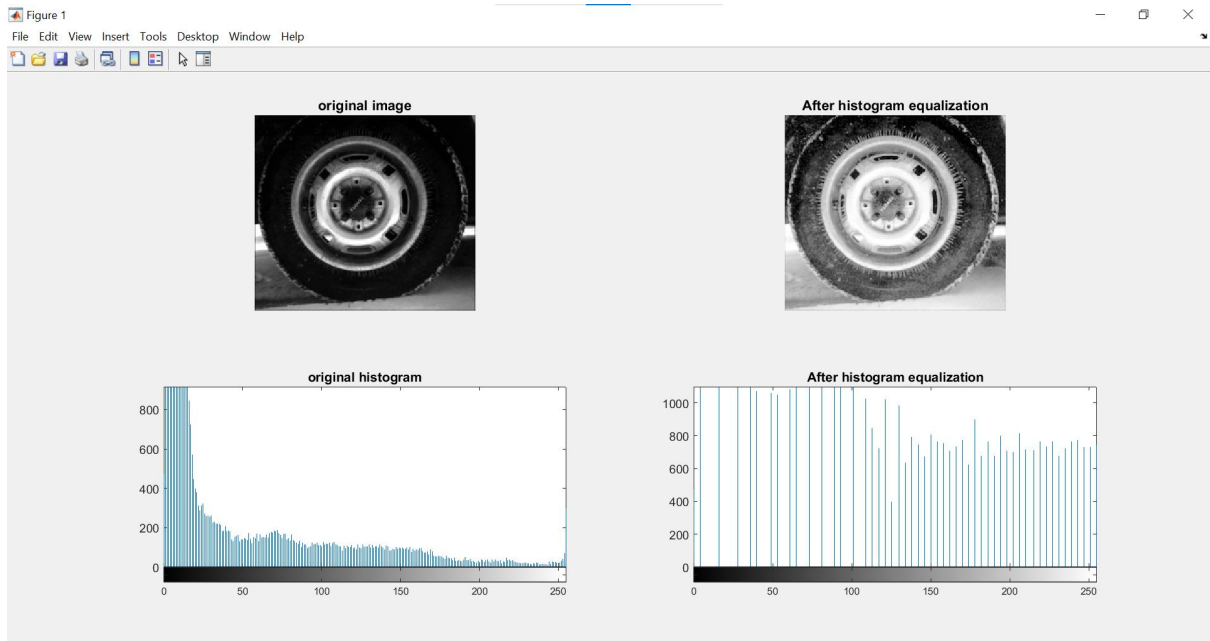 Figure 1
File Edit View Insert Tools Desktop Window Help
original image
After histogram equalization
original histogram
After histogram equalization
800
600
400
200
0
0 50 100 150 200 250
1000
800
600
400
200
0
0 50 100 150 200 250